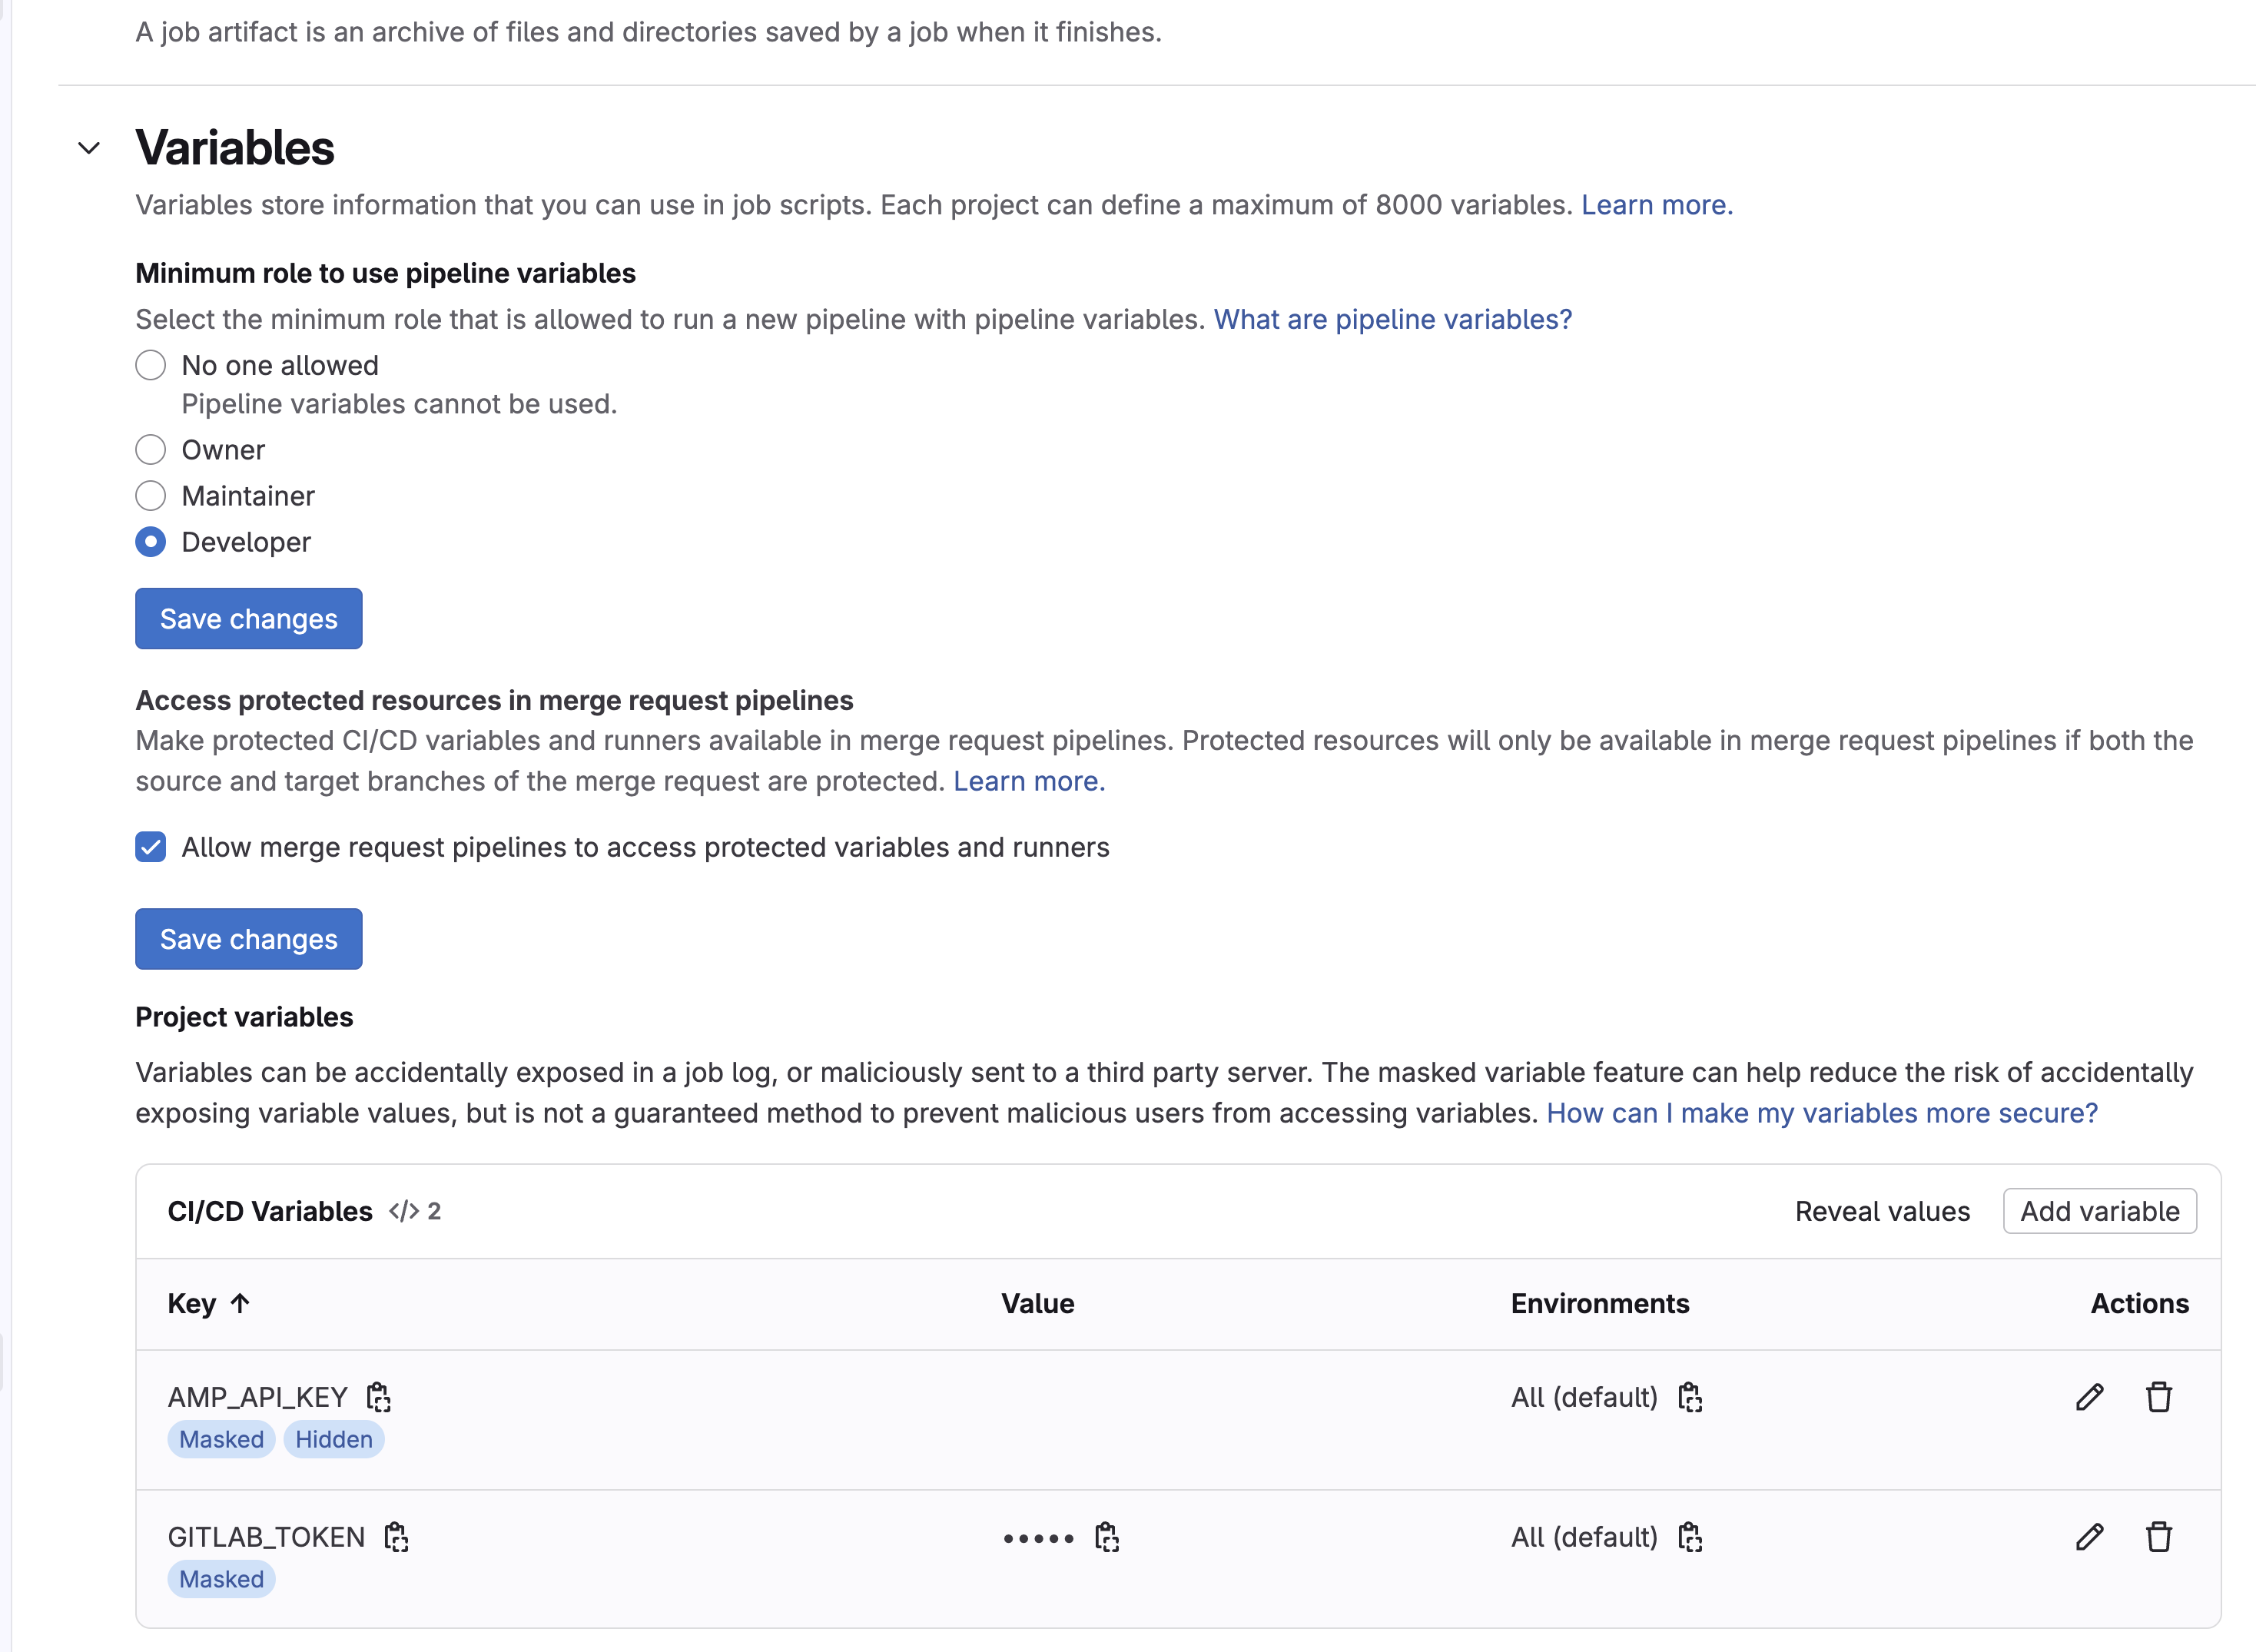 A job artifact is an archive of files and directories saved by a job when it finishes.
Variables
Variables store information that you can use in job scripts. Each project can define a maximum of 8000 variables. Learn more.
Minimum role to use pipeline variables
Select the minimum role that is allowed to run a new pipeline with pipeline variables. What are pipeline variables?
No one allowed
Pipeline variables cannot be used.
Owner
Maintainer
Developer
Save changes
Access protected resources in merge request pipelines
Make protected CI/CD variables and runners available in merge request pipelines. Protected resources will only be available in merge request pipelines if both the
source and target branches of the merge request are protected. Learn more.
Allow merge request pipelines to access protected variables and runners
Save changes
Project variables
Variables can be accidentally exposed in a job log, or maliciously sent to a third party server. The masked variable feature can help reduce the risk of accidentally
exposing variable values, but is not a guaranteed method to prevent malicious users from accessing variables. How can I make my variables more secure?
CI/CD Variables </> 2 Reveal values Add variable
Key ↑ Value Environments Actions
AMP_API_KEY All (default)
Masked Hidden
GITLAB_TOKEN ••••• All (default)
Masked